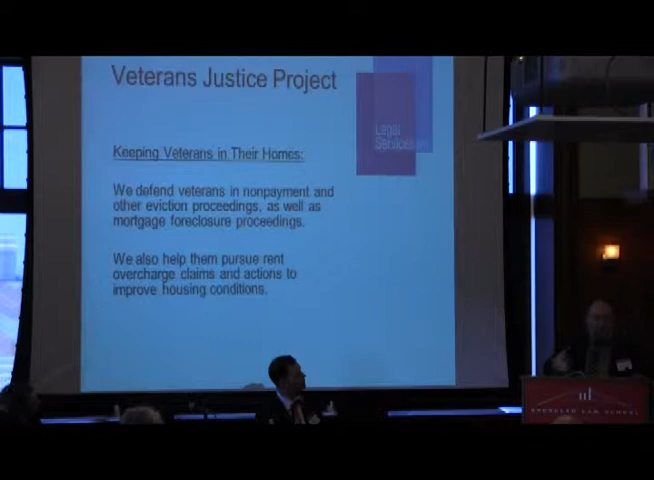 Veterans Justice Project
Legal
Services
Keeping Veterans in Their Homes:
We defend veterans in nonpayment and
other eviction proceedings, as well as
mortgage foreclosure proceedings.
We also help them pursue rent
overcharge claims and actions to
improve housing conditions.
BROOKLYN LAW SCHOOL